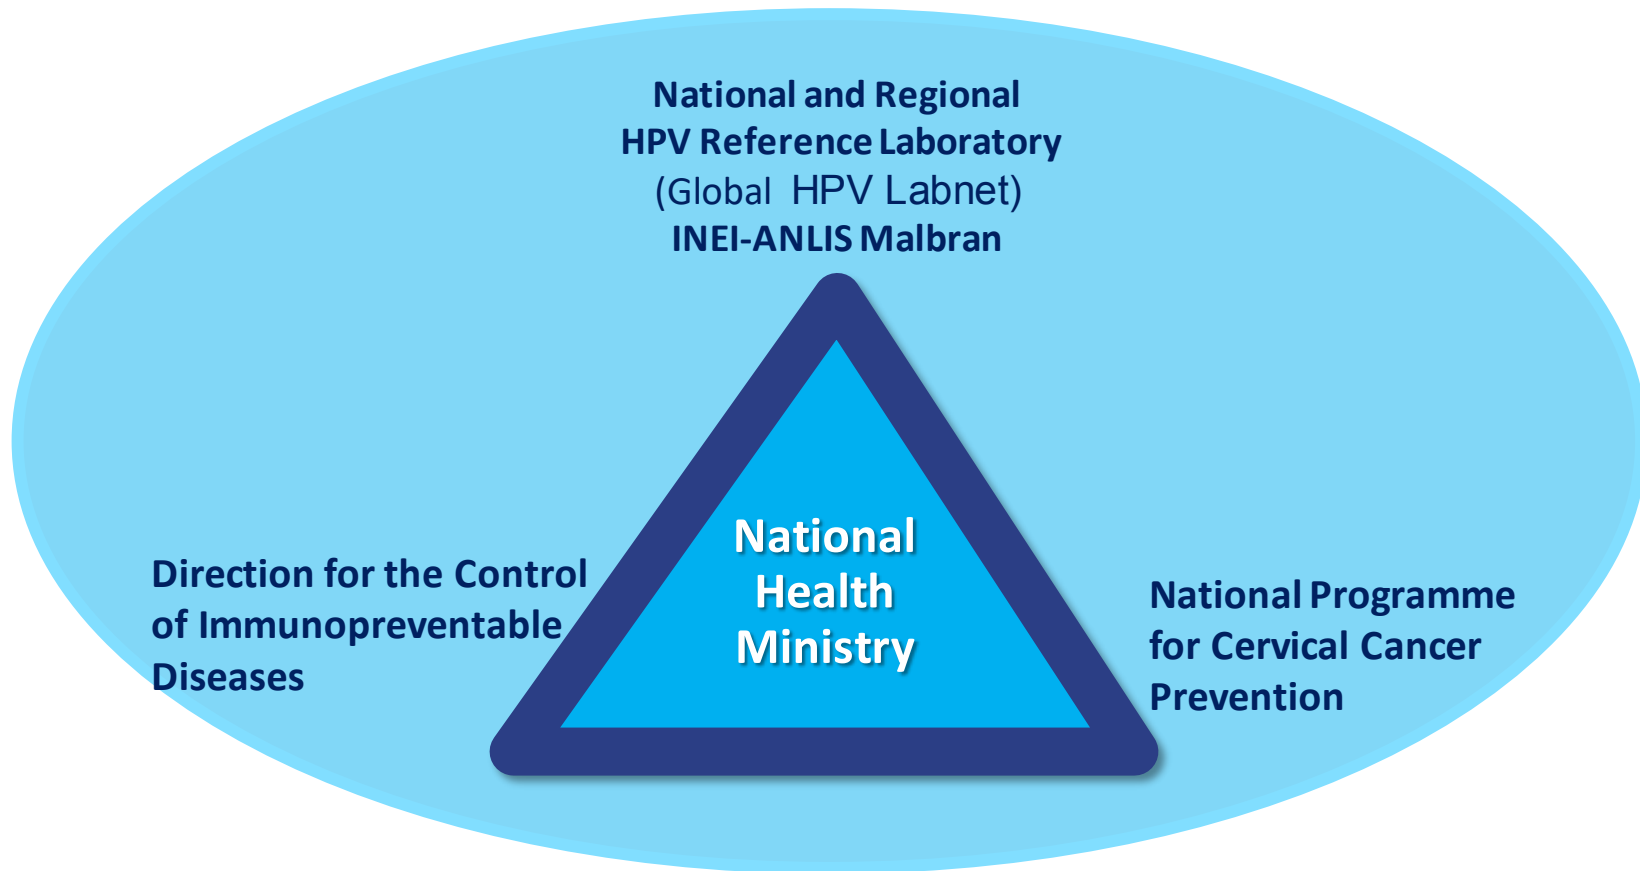 National and Regional
HPV Reference Laboratory
(Global HPV Labnet)
INEI-ANLIS Malbran
National
Health
Ministry
Direction for the Control
of Immunopreventable
Diseases
National Programme
for Cervical Cancer
Prevention